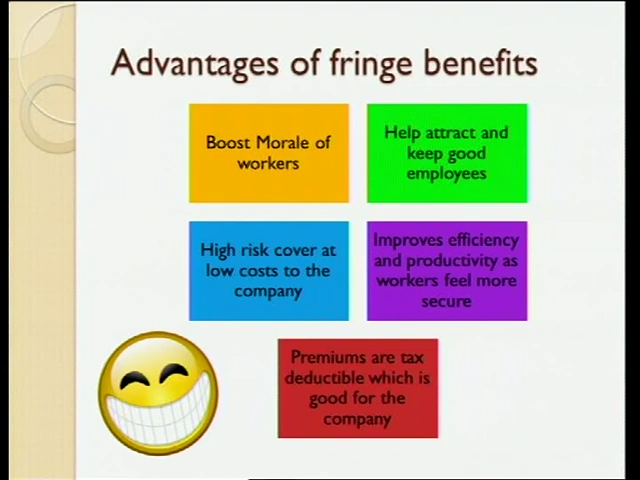 Advantages of fringe benefits
Boost Morale of
workers
Help attract and
keep good
employees
High risk cover at
low costs to the
company
Improves efficiency
and productivity as
workers feel more
secure
Premiums are tax
deductible which is
good for the
company